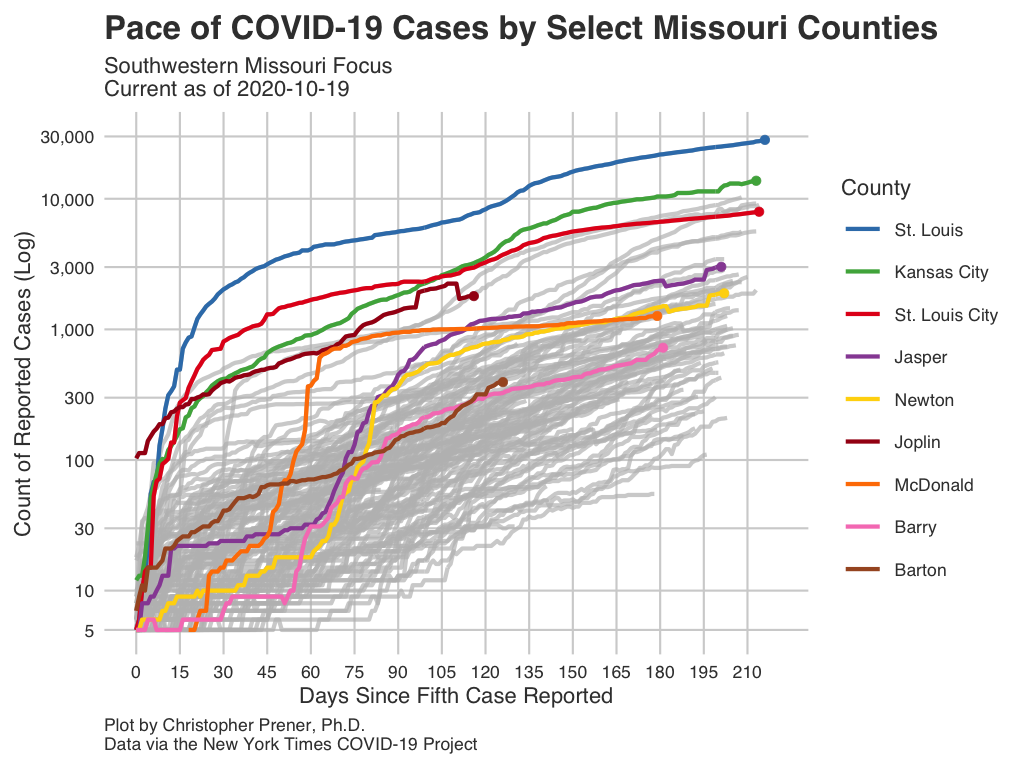 Pace of COVID-19 Cases by Select Missouri Counties
Southwestern Missouri Focus
Current as of 2020-10-19
Count of Reported Cases (Log)
30,000
10,000
3,000
1,000
300
100
30
10
5
0 15 30 45 60 75 90 105 120 135 150 165 180 195 210
Days Since Fifth Case Reported
County
St. Louis
Kansas City
St. Louis City
Jasper
Newton
Joplin
McDonald
Barry
Barton
Plot by Christopher Prener, Ph.D.
Data via the New York Times COVID-19 Project